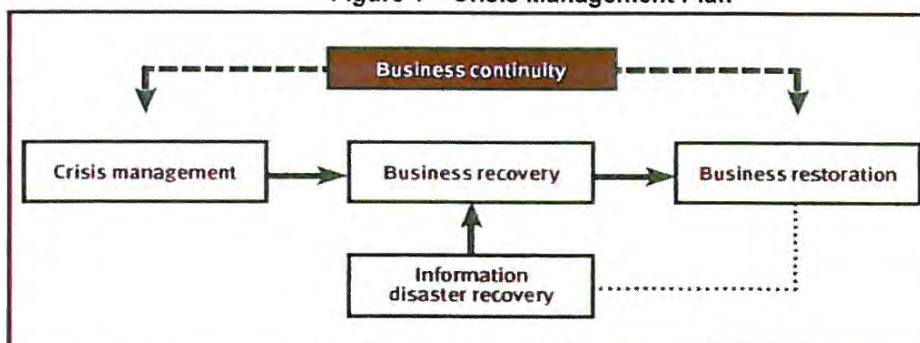 Business continuity
Crisis management
Business recovery
Business restoration
Information
disaster recovery